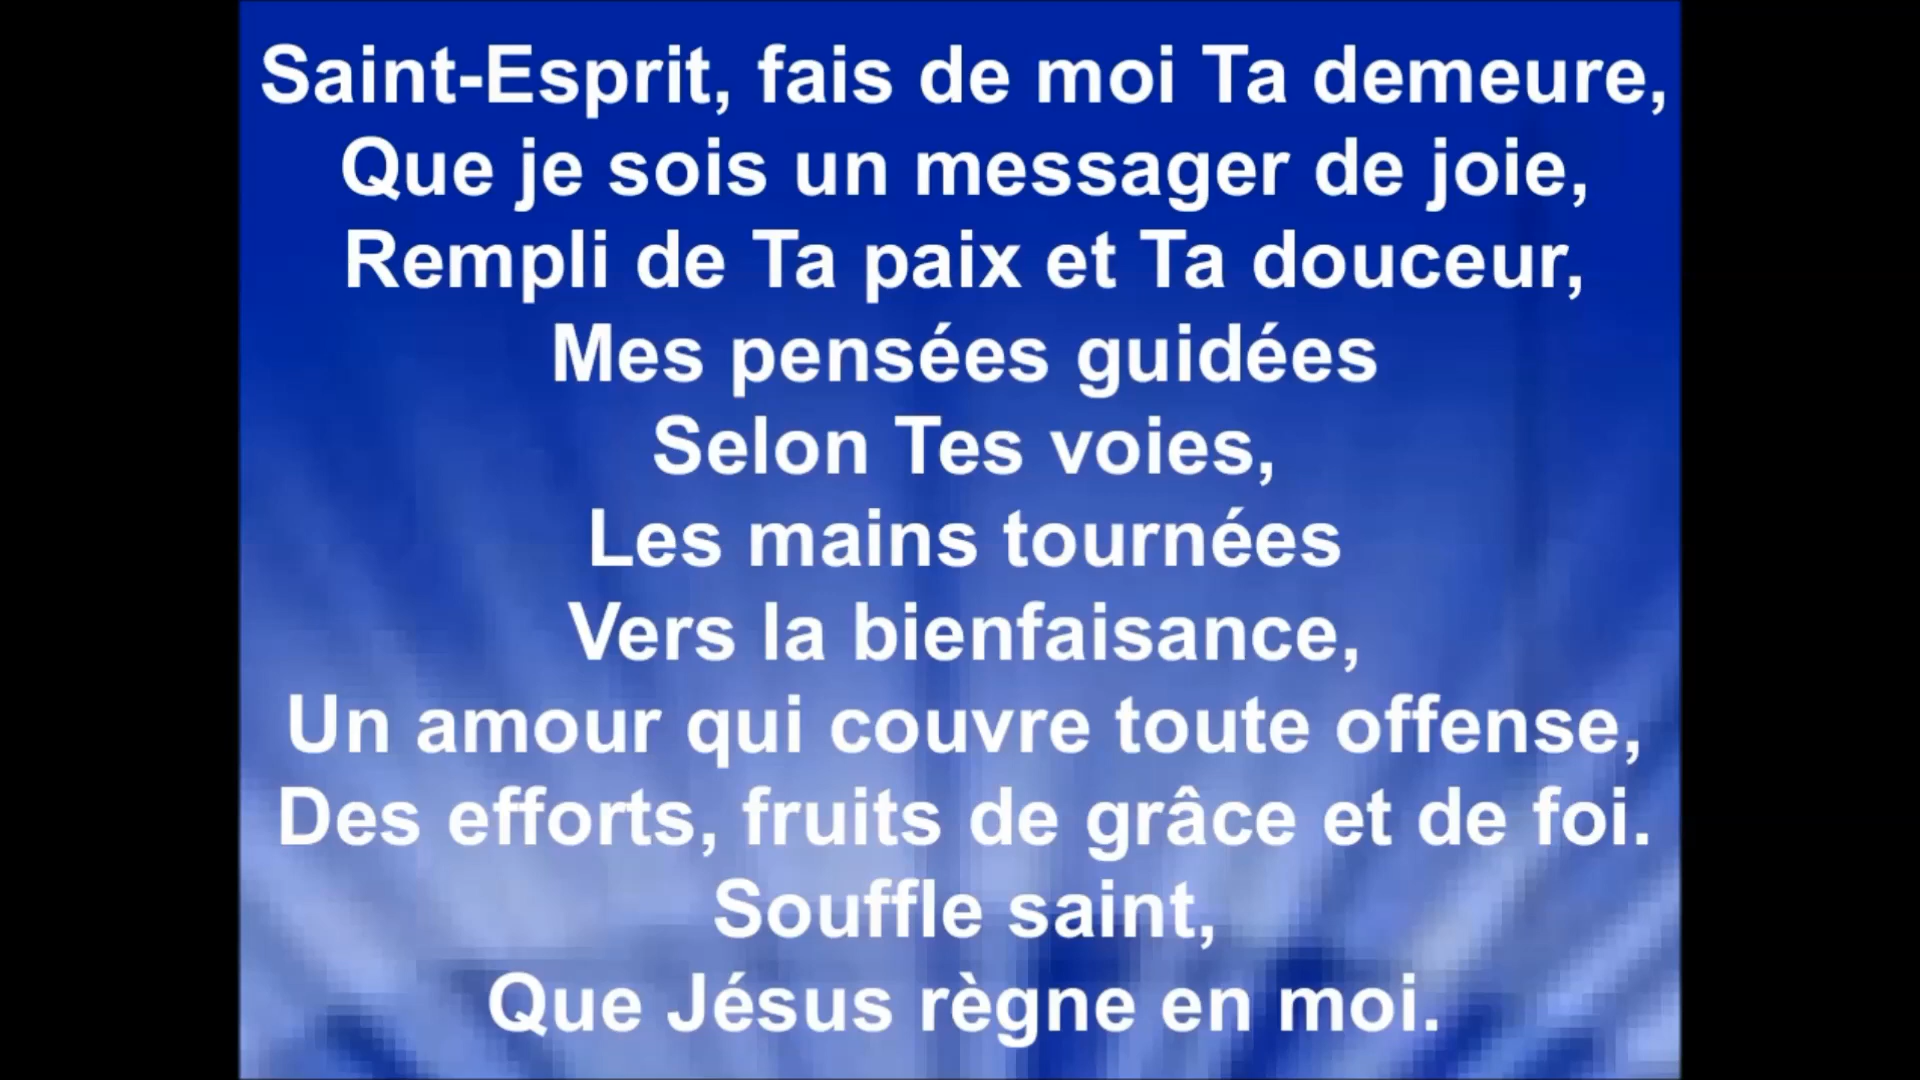 Saint-Esprit, fais de moi Ta demeure,
Que je sois un messager de joie,
Rempli de Ta paix et Ta douceur,
Mes pensées guidées
Selon Tes voies,
Les mains tournées
Vers la bienfaisance,
Un amour qui couvre toute offense,
Des efforts, fruits de grâce et de foi.
Souffle saint,
Que Jésus règne en moi.